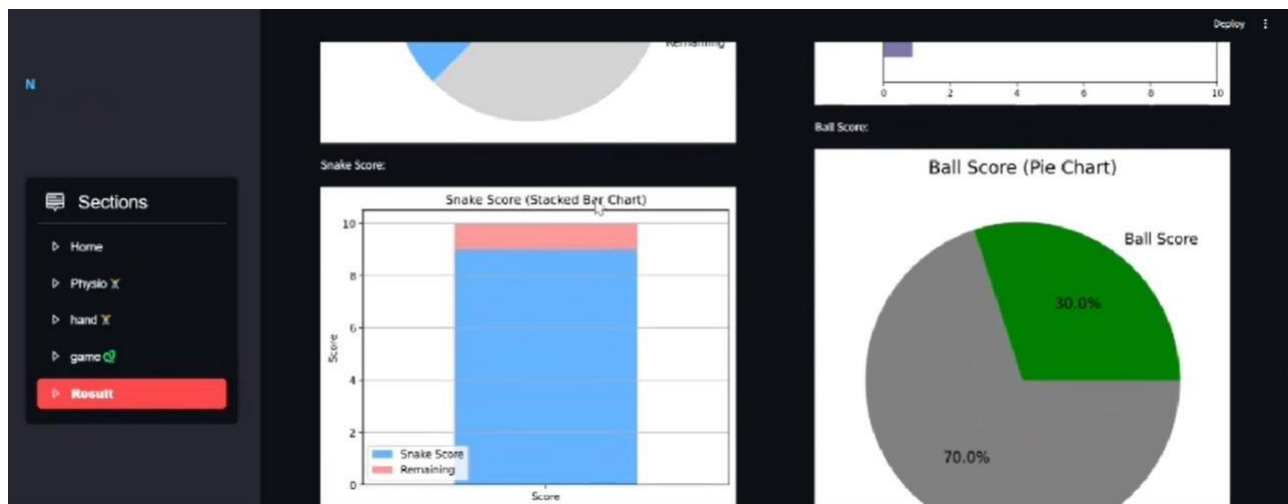 Deploy
N
Sections
Home
Physio
hand
game
Result
Remaining
Snake Score:
Snake Score (Stacked Bar Chart)
10
8
6
4
2
0
Score
Snake Score
Remaining
Score
0 2 4 6 8 10
Ball Score:
Ball Score (Pie Chart)
Ball Score
30.0%
70.0%